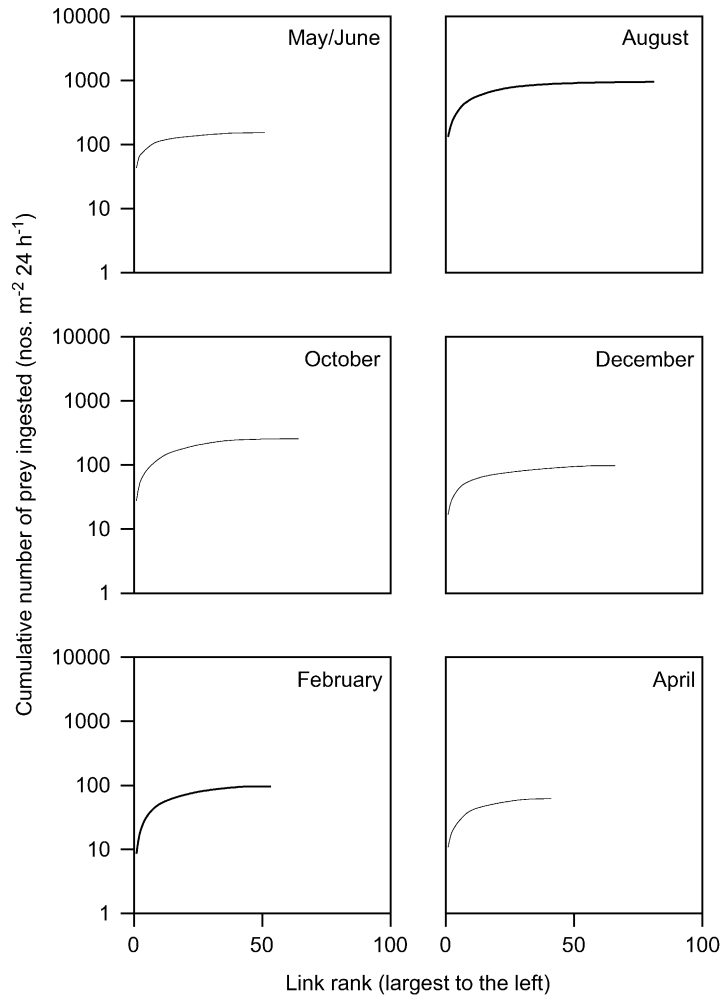 10000
1000
100
10
1
May/June
August
10000
1000
100
10
1
October
December
10000
1000
100
10
1
February
April
0 50 100
0 50 100
Cumulative number of prey ingested (nos. m⁻² 24 h⁻¹)
Link rank (largest to the left)